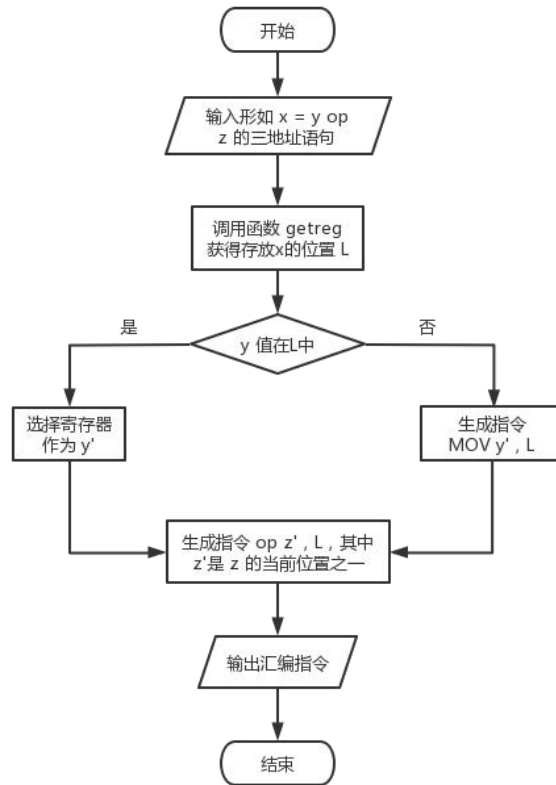 开始
输入形如 x = y op
z 的三地址语句
调用函数 getreg
获得存放x的位置 L
是
y 值在L中
否
选择寄存器
作为 y'
生成指令
MOV y' , L
生成指令 op z' , L , 其中
z'是 z 的当前位置之一
输出汇编指令
结束